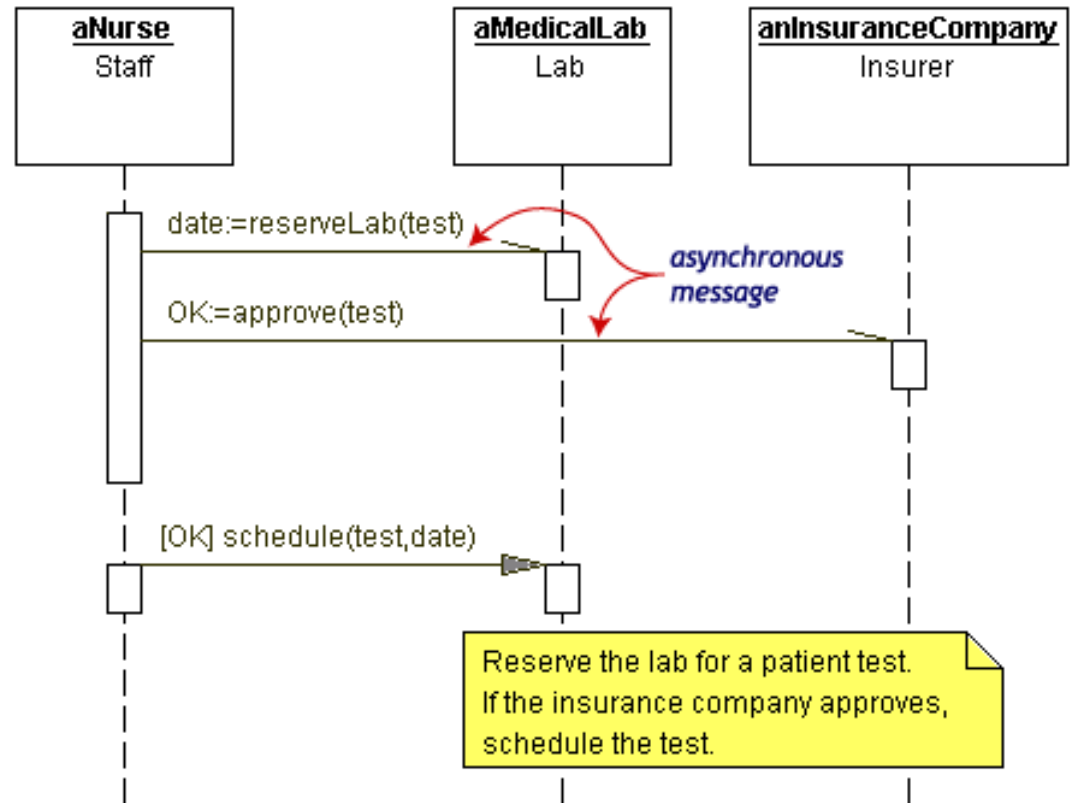 aNurse
Staff
aMedicalLab
Lab
anInsuranceCompany
Insurer
date:=reserveLab(test)
asynchronous
message
OK:=approve(test)
[OK] schedule(test,date)
Reserve the lab for a patient test.
If the insurance company approves,
schedule the test.